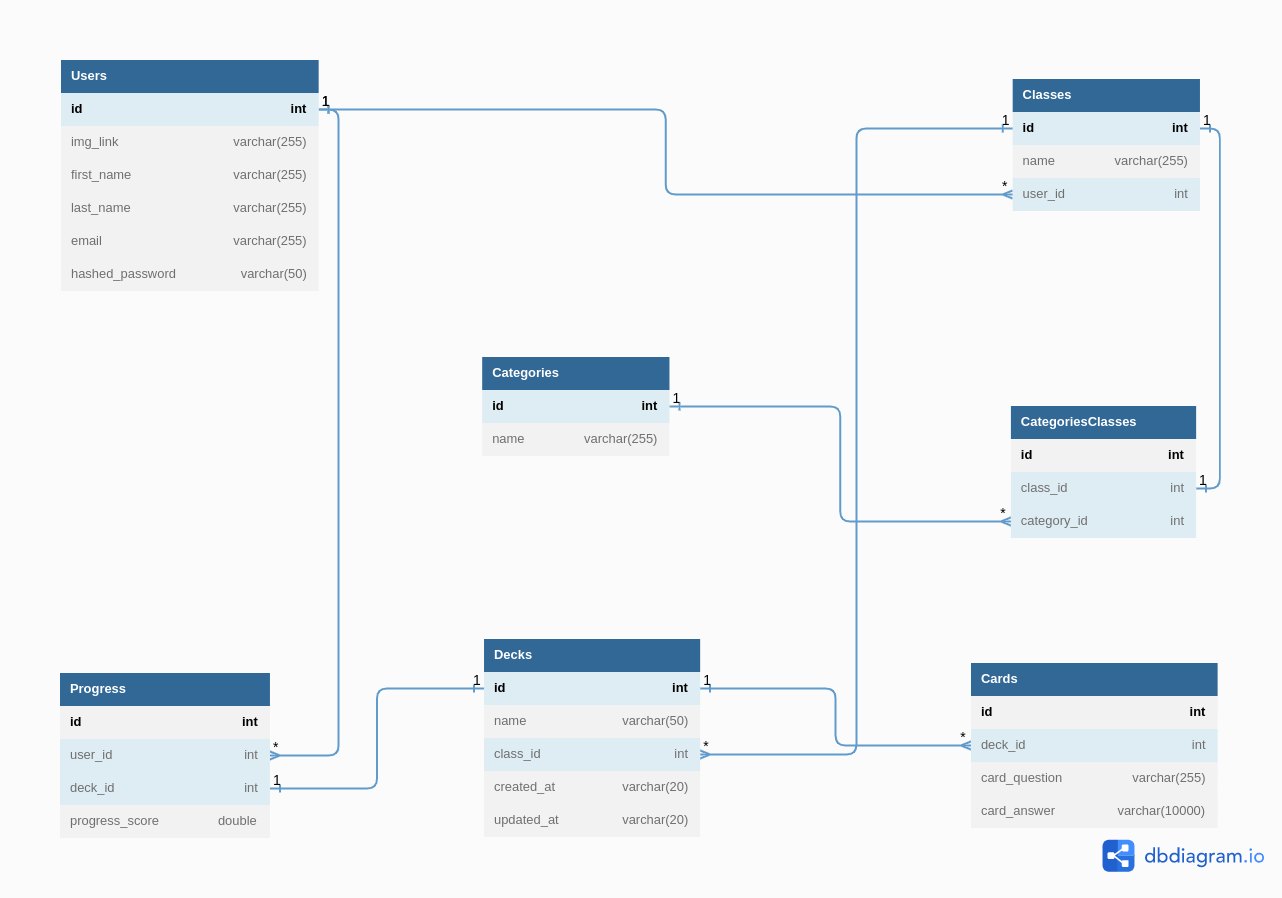 Users
id int
img_link varchar(255)
first_name varchar(255)
last_name varchar(255)
email varchar(255)
hashed_password varchar(50)
1
Classes
id int
name varchar(255)
user_id int
1
1
*
Categories
id int
name varchar(255)
1
CategoriesClasses
id int
class_id int
category_id int
1
*
Progress
id int
user_id int
deck_id int
progress_score double
*
1
Decks
id int
name varchar(50)
class_id int
created_at varchar(20)
updated_at varchar(20)
1
1
*
Cards
id int
deck_id int
card_question varchar(255)
card_answer varchar(10000)
*
dbdiagram.io